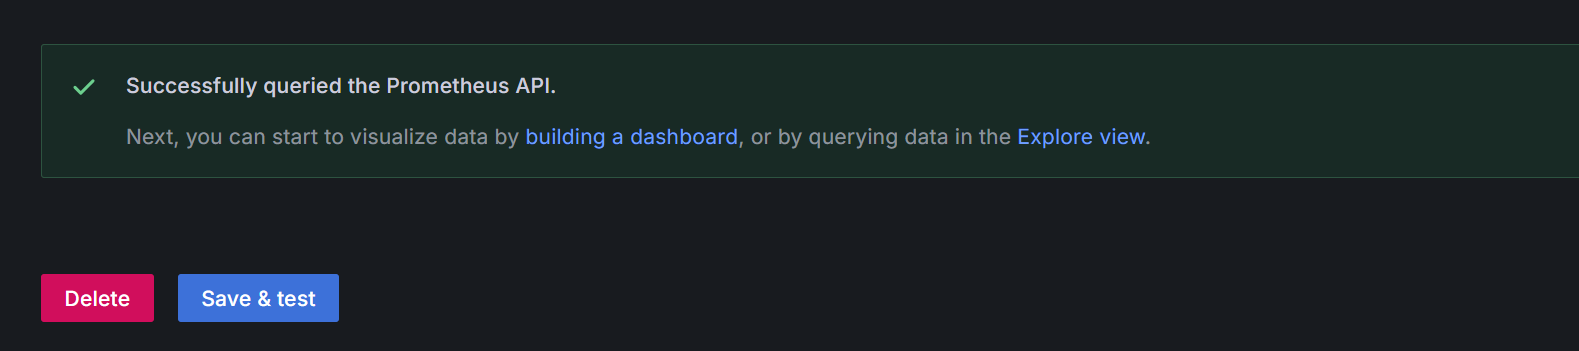 Successfully queried the Prometheus API.
Next, you can start to visualize data by building a dashboard, or by querying data in the Explore view.
Delete
Save & test